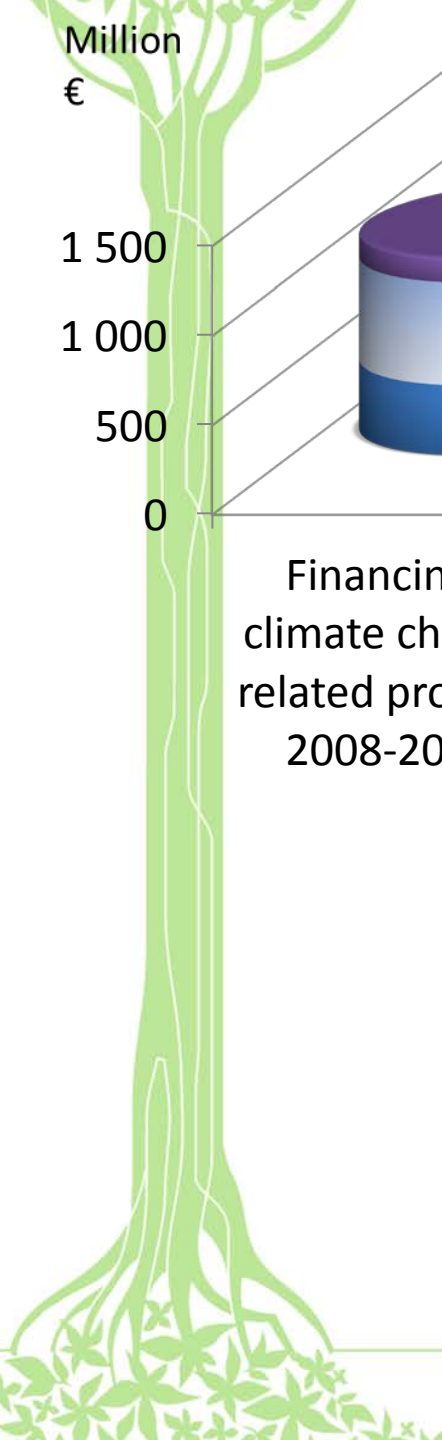 Million
€
1 500
1 000
500
0
Financin
climate ch
related pro
2008-20